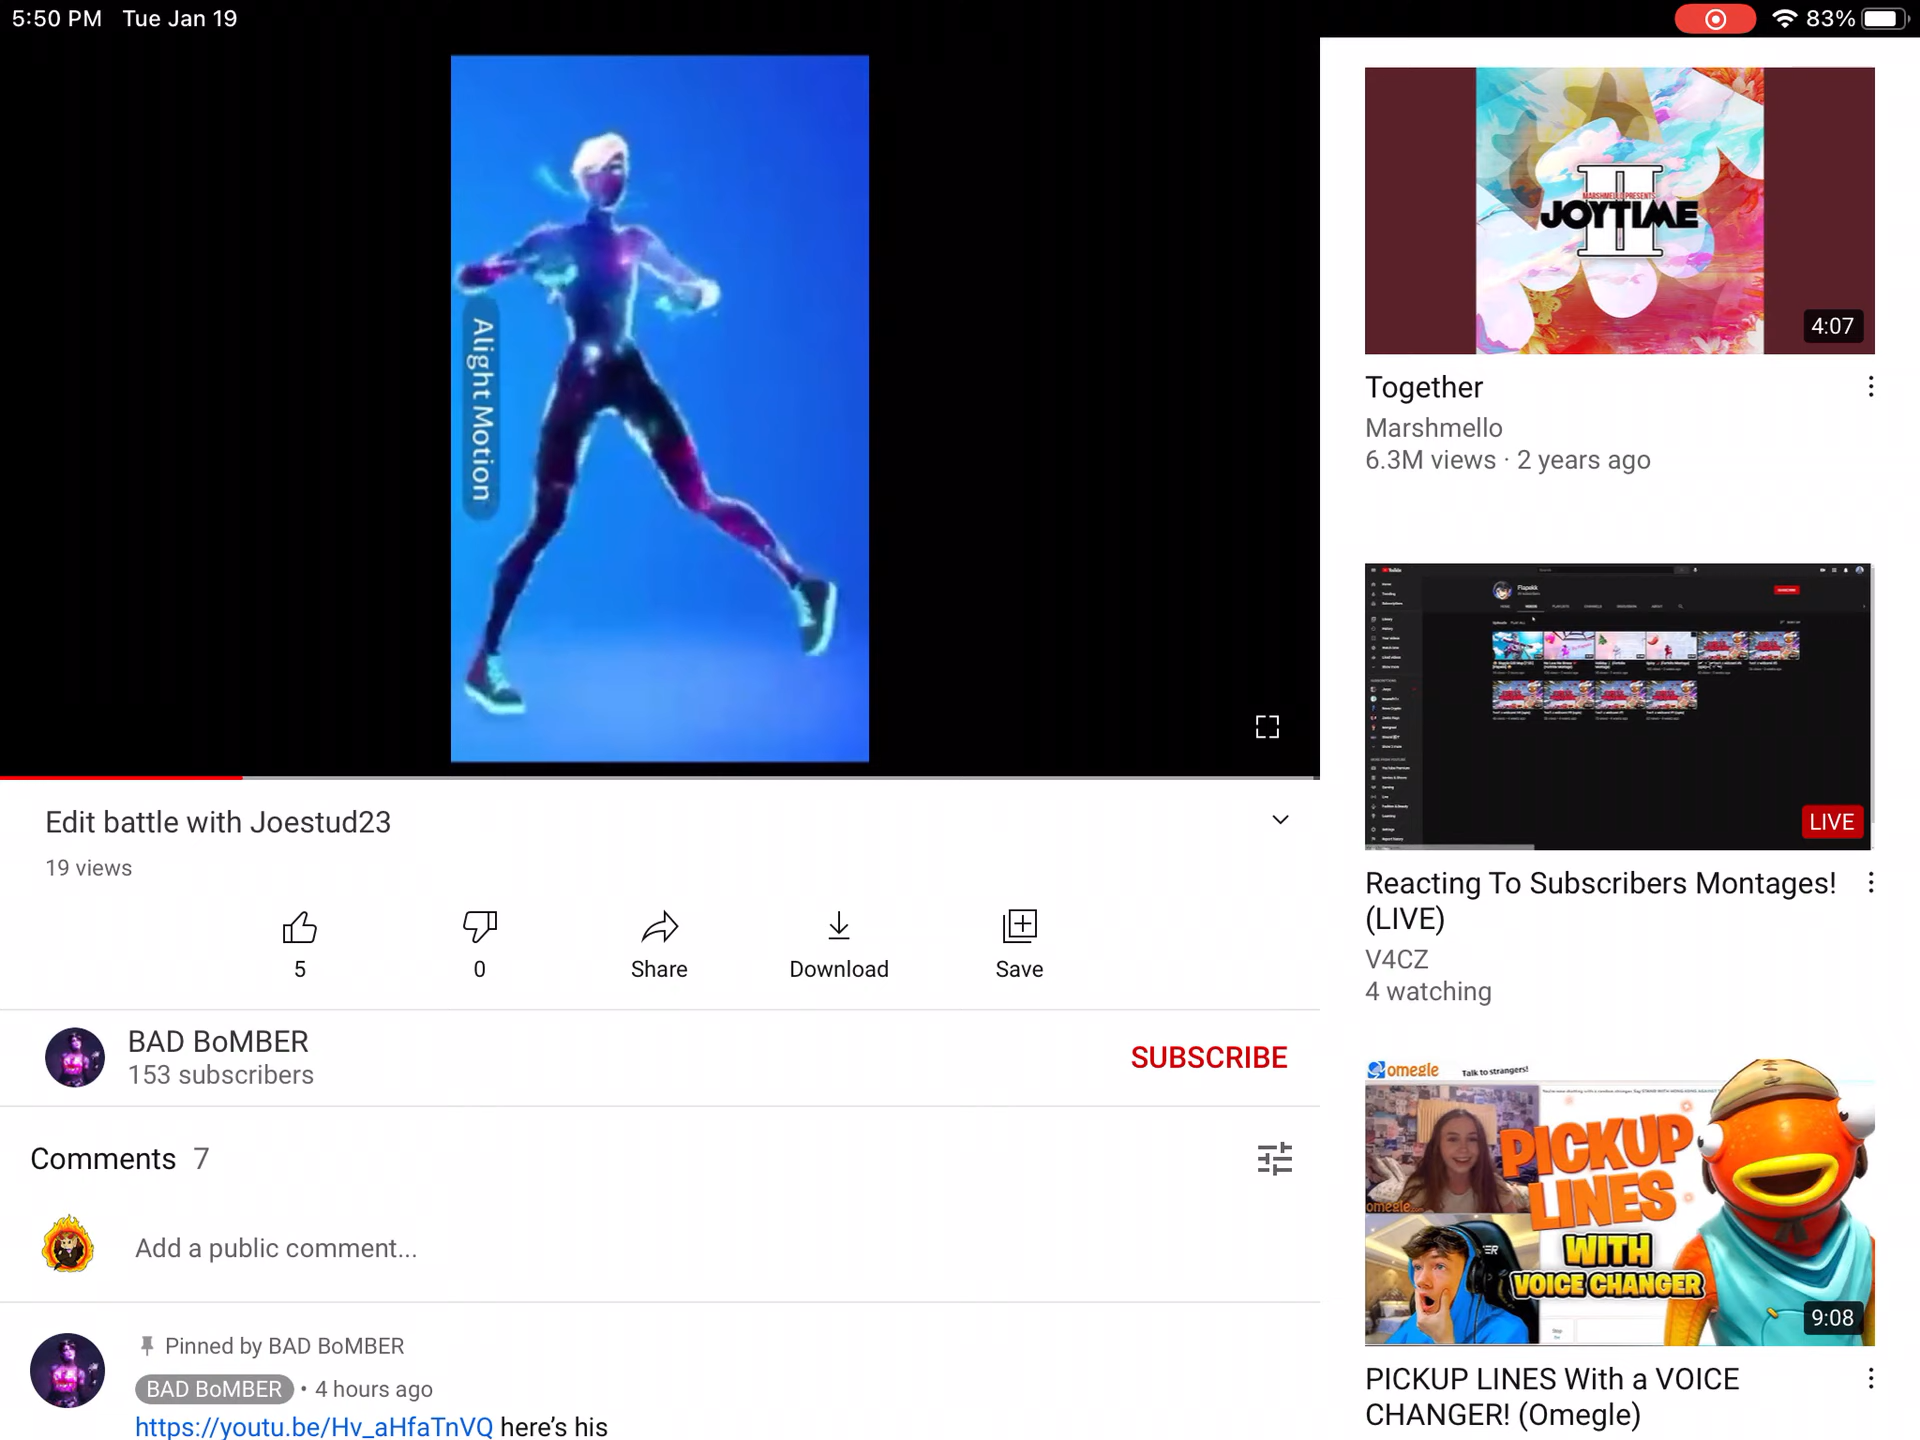 5:50 PM Tue Jan 19
83%
Alight Motion
Edit battle with Joestud23
19 views
5
0
Share
Download
Save
BAD BoMBER
153 subscribers
SUBSCRIBE
Comments 7
Add a public comment...
Pinned by BAD BoMBER
BAD BoMBER • 4 hours ago
https://youtu.be/Hv_aHfaTnVQ here's his
MARSHMELLO PRESENTS
JOYTIME
II
4:07
Together
Marshmello
6.3M views · 2 years ago
LIVE
Reacting To Subscribers Montages!
(LIVE)
V4CZ
4 watching
omegle Talk to strangers!
PICKUP
LINES
WITH
VOICE CHANGER
omegle
9:08
PICKUP LINES With a VOICE
CHANGER! (Omegle)